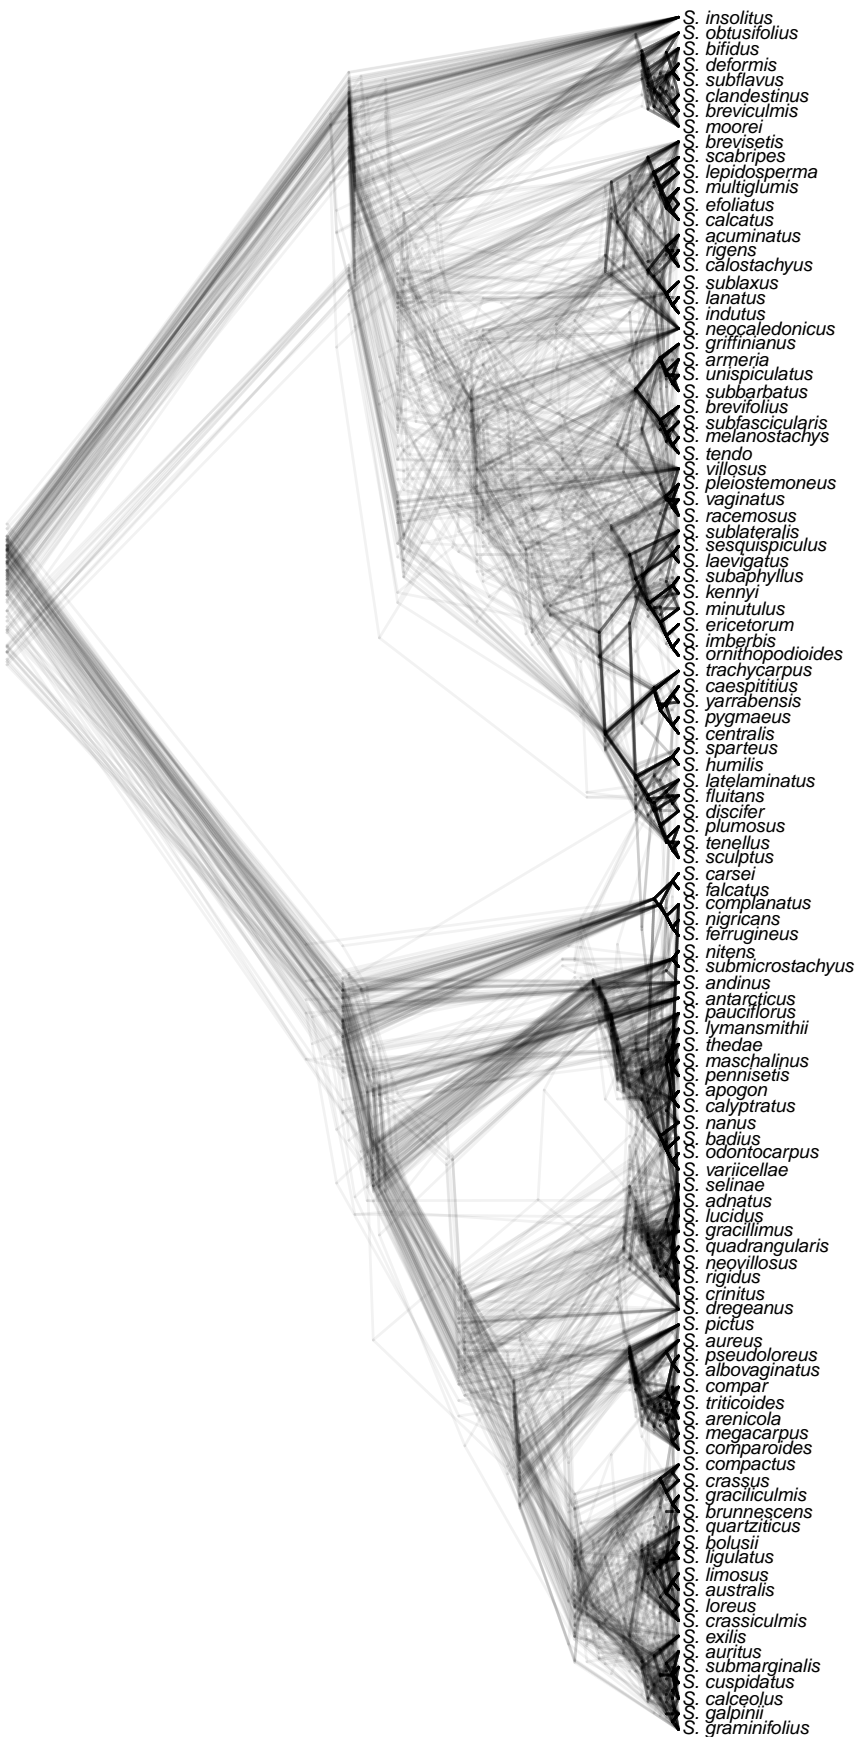 S. insolitus
S. obtusifolius
S. bifidus
S. deformis
S. subflavus
S. clandestinus
S. breviculmis
S. moorei
S. brevisetis
S. scabripes
S. lepidosperma
S. multiglumis
S. efoliatus
S. calcatus
S. acuminatus
S. rigens
S. calostachyus
S. sublaxus
S. lanatus
S. indutus
S. neocaledonicus
S. griffinianus
S. armeria
S. unispiculatus
S. subbarbatus
S. brevifolius
S. subfascicularis
S. melanostachys
S. tendo
S. villosus
S. pleiostemoneus
S. vaginatus
S. racemosus
S. sublateralis
S. sesquispiculus
S. laevigatus
S. subaphyllus
S. kennyi
S. minutulus
S. ericetorum
S. imberbis
S. ornithopodioides
S. trachycarpus
S. caespititius
S. yarrabensis
S. pygmaeus
S. centralis
S. sparteus
S. humilis
S. latelaminatus
S. fluitans
S. discifer
S. plumosus
S. tenellus
S. sculptus
S. carsei
S. falcatus
S. complanatus
S. nigricans
S. ferrugineus
S. nitens
S. submicrostachyus
S. andinus
S. antarcticus
S. pauciflorus
S. lymansmithii
S. thedae
S. maschalinus
S. pennisetis
S. apogon
S. calyptratus
S. nanus
S. badius
S. odontocarpus
S. variicellae
S. selinae
S. adnatus
S. lucidus
S. gracillimus
S. quadrangularis
S. neovillosus
S. rigidus
S. crinitus
S. dregeanus
S. pictus
S. aureus
S. pseudoloreus
S. albovaginatus
S. compar
S. triticoides
S. arenicola
S. megacarpus
S. comparoides
S. compactus
S. crassus
S. graciliculmis
S. brunnescens
S. quartziticus
S. bolusii
S. ligulatus
S. limosus
S. australis
S. loreus
S. crassiculmis
S. exilis
S. auritus
S. submarginalis
S. cuspidatus
S. calceolus
S. galpinii
S. graminifolius